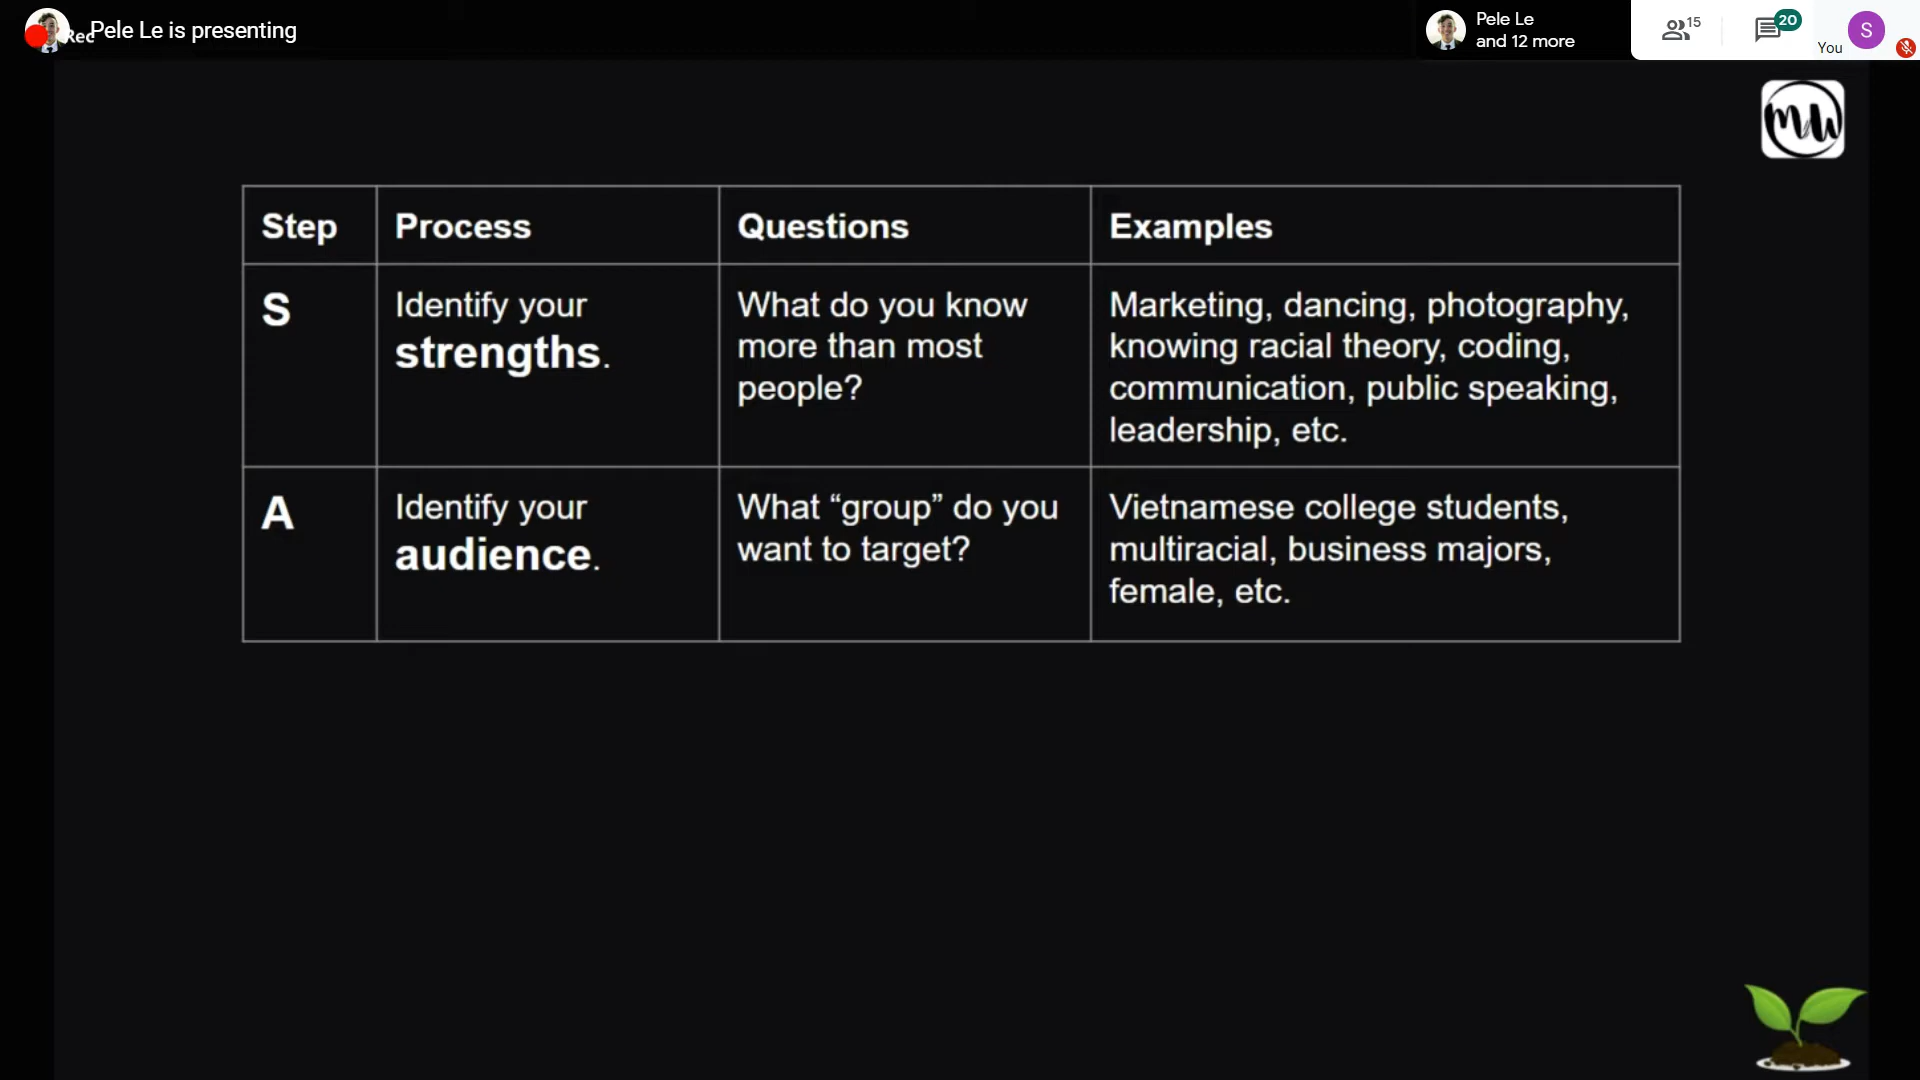 Rec
Pele Le is presenting
Pele Le
and 12 more
15
20
You
S
MW
Step
Process
Questions
Examples
S
Identify your
strengths.
What do you know
more than most
people?
Marketing, dancing, photography,
knowing racial theory, coding,
communication, public speaking,
leadership, etc.
A
Identify your
audience.
What “group” do you
want to target?
Vietnamese college students,
multiracial, business majors,
female, etc.